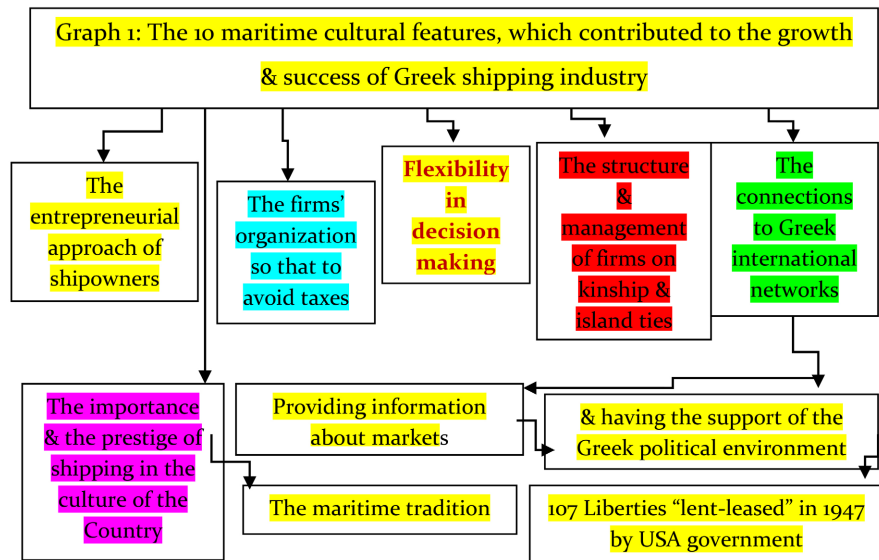 Graph 1: The 10 maritime cultural features, which contributed to the growth
& success of Greek shipping industry
The
entrepreneurial
approach of
shipowners
The firms’
organization
so that to
avoid taxes
Flexibility
in
decision
making
The structure
&
management
of firms on
kinship &
island ties
The
connections
to Greek
international
networks
The importance
& the prestige of
shipping in the
culture of the
Country
Providing information
about markets
& having the support of the
Greek political environment
The maritime tradition
107 Liberties “lent-leased” in 1947
by USA government